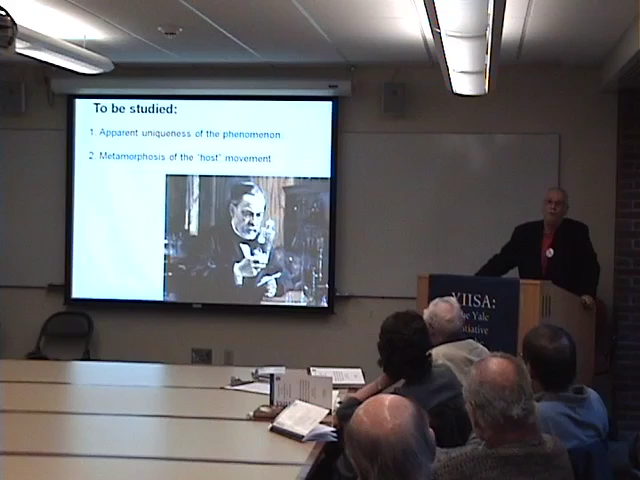 To be studied:
1. Apparent uniqueness of the phenomenon
2. Metamorphosis of the "host" movement
YIISA:
The Yale
Initiative